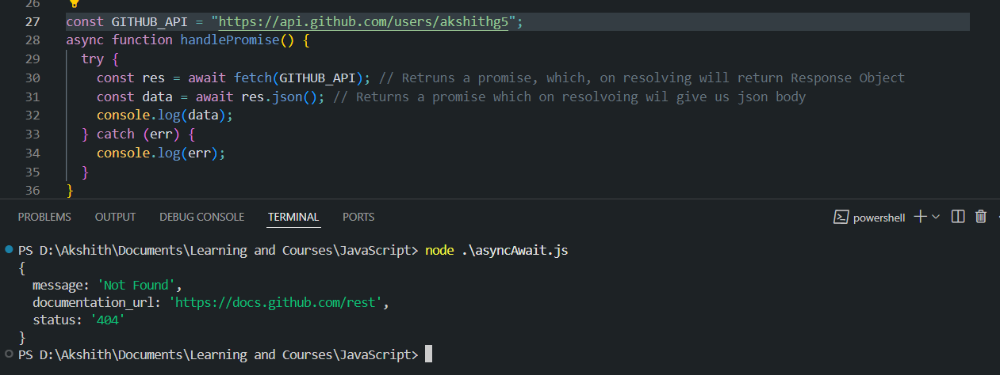 26
27 const GITHUB_API = "https://api.github.com/users/akshithg5";
28 async function handlePromise() {
29 try {
30 const res = await fetch(GITHUB_API); // Retruns a promise, which, on resolving will return Response Object
31 const data = await res.json(); // Returns a promise which on resolvoing wil give us json body
32 console.log(data);
33 } catch (err) {
34 console.log(err);
35 }
36 }
PROBLEMS OUTPUT DEBUG CONSOLE TERMINAL PORTS powershell
PS D:\Akshith\Documents\Learning and Courses\JavaScript> node .\asyncAwait.js
{
message: 'Not Found',
documentation_url: 'https://docs.github.com/rest',
status: '404'
}
PS D:\Akshith\Documents\Learning and Courses\JavaScript>